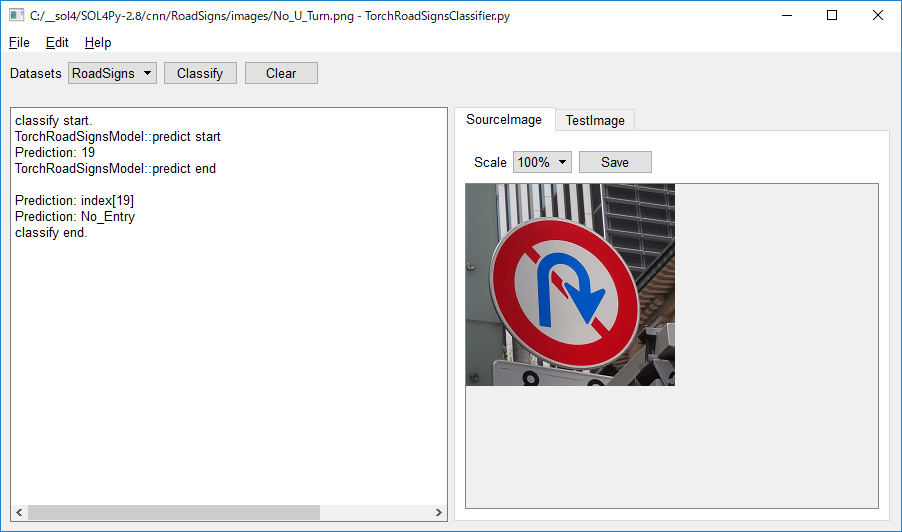 C:/__sol4/SOL4Py-2.8/cnn/RoadSigns/images/No_U_Turn.png - TorchRoadSignsClassifier.py
File Edit Help
Datasets RoadSigns Classify Clear
classify start.
TorchRoadSignsModel::predict start
Prediction: 19
TorchRoadSignsModel::predict end
Prediction: index[19]
Prediction: No_Entry
classify end.
SourceImage TestImage
Scale 100% Save